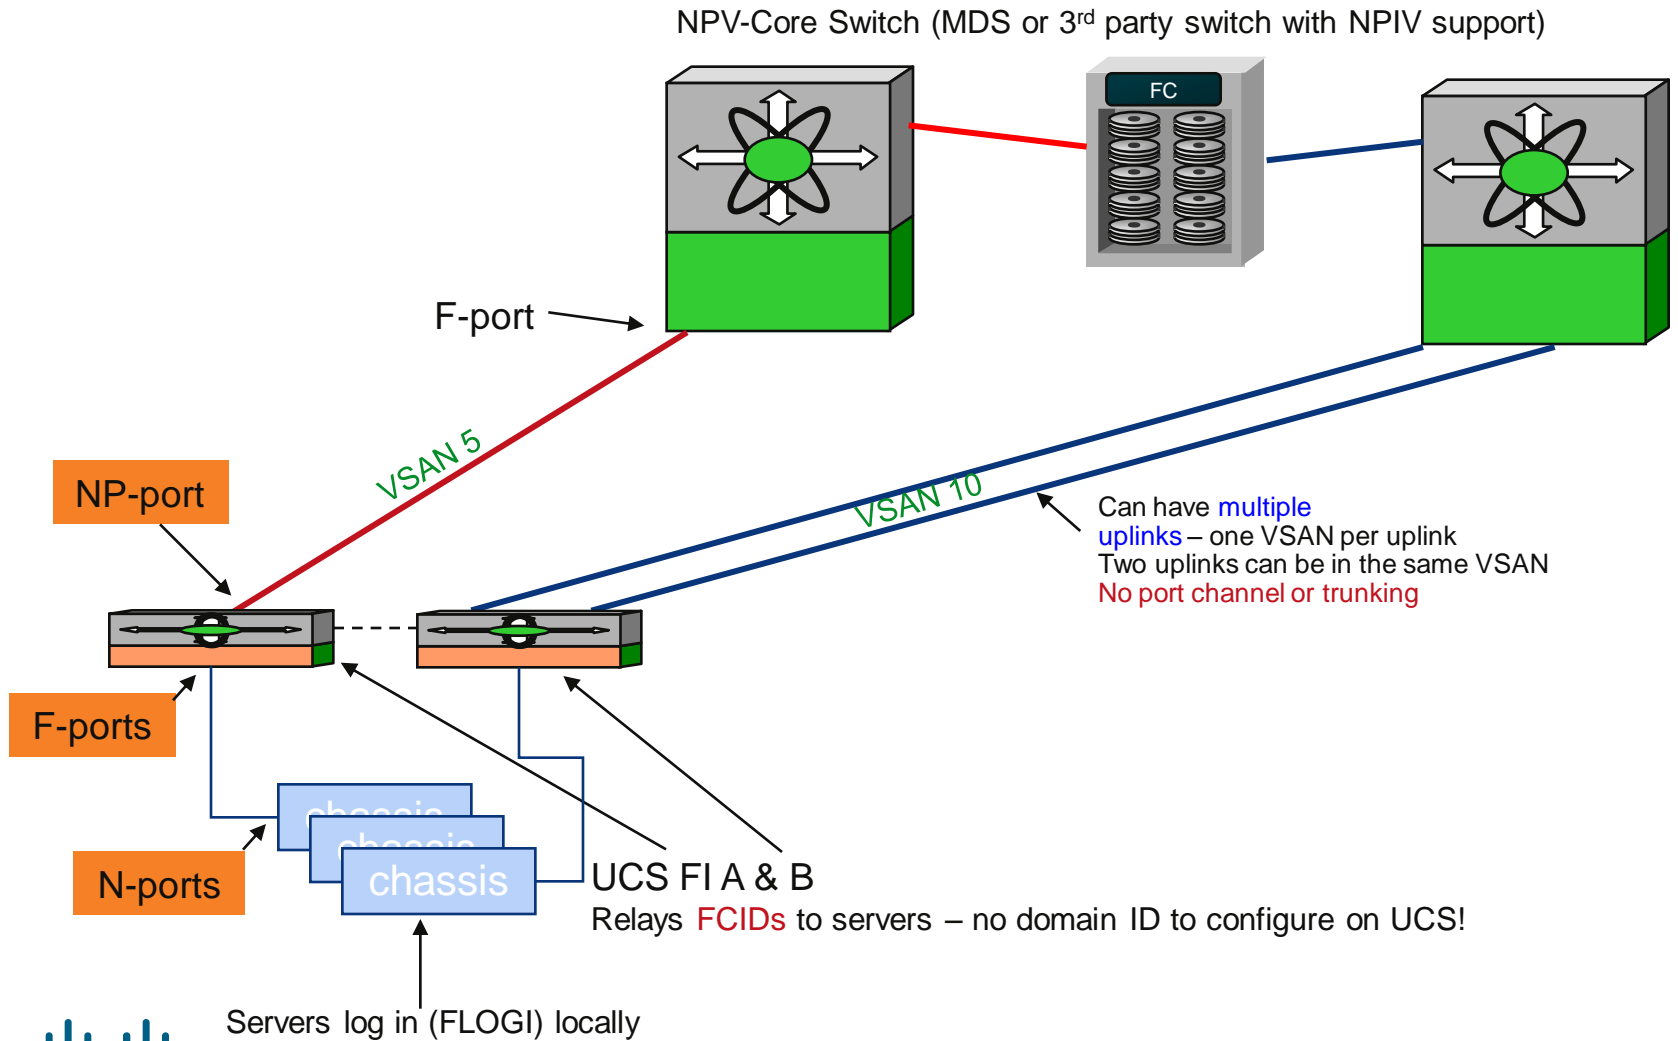 NPV-Core Switch (MDS or 3rd party switch with NPIV support)
FC
F-port
VSAN 5
NP-port
VSAN 10
Can have multiple
uplinks – one VSAN per uplink
Two uplinks can be in the same VSAN
No port channel or trunking
F-ports
chassis
chassis
chassis
N-ports
UCS FI A & B
Relays FCIDs to servers – no domain ID to configure on UCS!
Servers log in (FLOGI) locally